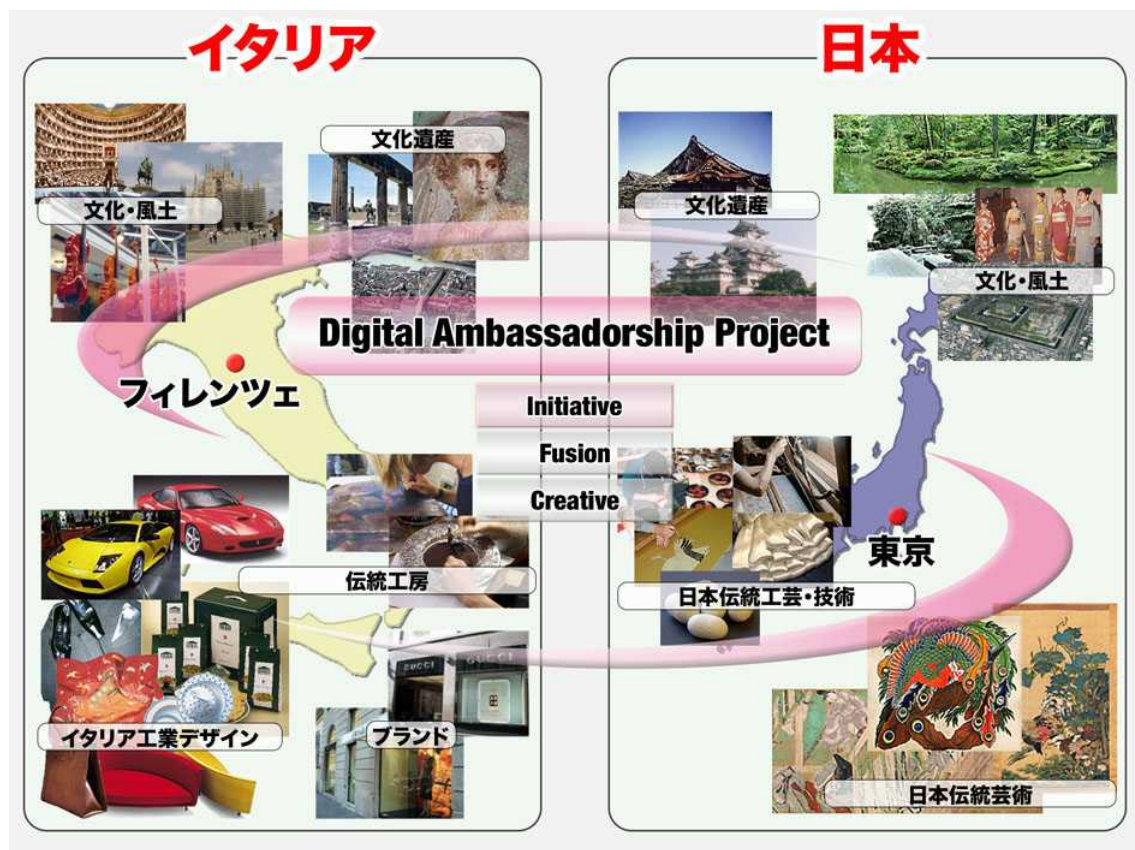 イタリア
日本
文化遺産
文化・風土
文化遺産
文化・風土
Digital Ambassadorship Project
フィレンツェ
Initiative
Fusion
Creative
東京
伝統工房
日本伝統工芸・技術
GUCCI
GUCCI
イタリア工業デザイン
ブランド
日本伝統芸術